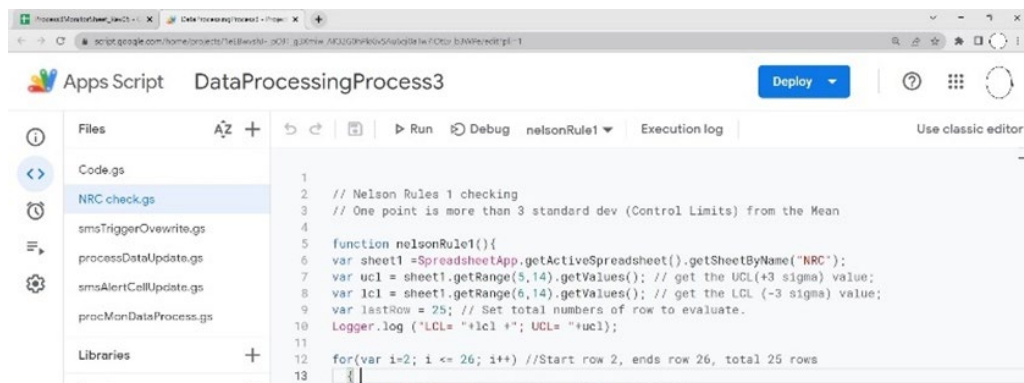 Process3MonitorSheet_Rev25 -
DataProcessingProcess3 - Project
Apps Script DataProcessingProcess3
Deploy
Files
Run Debug nelsonRule1 Execution log Use classic editor
Code.gs
NRC check.gs
smsTriggerOvewrite.gs
processDataUpdate.gs
smsAlertCellUpdate.gs
procMonDataProcess.gs
Libraries
1
2 // Nelson Rules 1 checking
3 // One point is more than 3 standard dev (Control Limits) from the Mean
4
5 function nelsonRule1(){
6 var sheet1 =SpreadsheetApp.getActiveSpreadsheet().getSheetByName("NRC");
7 var ucl = sheet1.getRange(5,14).getValues(); // get the UCL(+3 sigma) value;
8 var lcl = sheet1.getRange(6,14).getValues(); // get the LCL (-3 sigma) value;
9 var lastRow = 25; // Set total numbers of row to evaluate.
10 Logger.log ("LCL= "+lcl +"; UCL= "+ucl);
11
12 for(var i=2; i <= 26; i++) //Start row 2, ends row 26, total 25 rows
13 {